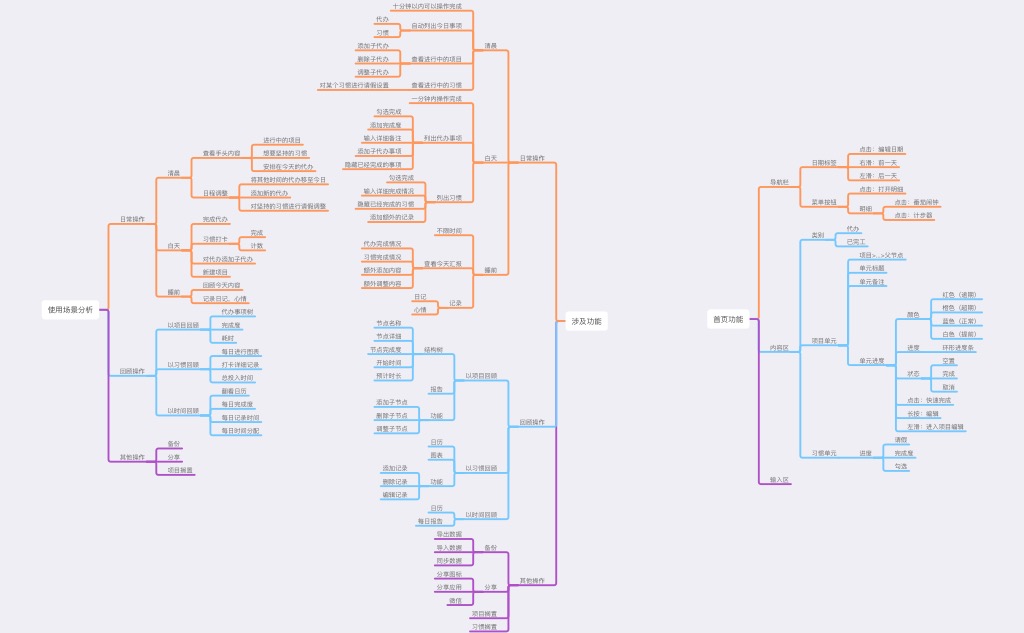 使用场景分析
日常操作
清晨
查看手头内容
进行中的项目
想要坚持的习惯
安排在今天的代办
日程调整
将其他时间的代办移至今日
添加新的代办
对坚持的习惯进行请假调整
白天
完成代办
习惯打卡
完成
计数
对代办添加子代办
新建项目
睡前
回顾今天内容
记录日记、心情
回顾操作
以项目回顾
代办事项树
完成度
耗时
以习惯回顾
每日进行图表
打卡详细记录
总投入时间
以时间回顾
翻看日历
每日完成度
每日记录时间
每日时间分配
其他操作
备份
分享
项目搁置
涉及功能
日常操作
清晨
十分钟以内可以操作完成
自动列出今日事项
代办
习惯
查看进行中的项目
添加子代办
删除子代办
调整子代办
查看进行中的习惯
对某个习惯进行请假设置
白天
一分钟内操作完成
列出代办事项
勾选完成
添加完成度
输入详细备注
添加子代办事项
隐藏已经完成的事项
列出习惯
勾选完成
输入详细完成情况
隐藏已经完成的习惯
添加额外的记录
睡前
不限时间
查看今天汇报
代办完成情况
习惯完成情况
额外添加内容
额外调整内容
记录
日记
心情
回顾操作
以项目回顾
结构树
节点名称
节点详细
节点完成度
开始时间
预计时长
报告
功能
添加子节点
删除子节点
调整子节点
以习惯回顾
日历
图表
功能
添加记录
删除记录
编辑记录
以时间回顾
日历
每日报告
其他操作
备份
导出数据
导入数据
同步数据
分享
分享图标
分享应用
微信
项目搁置
习惯搁置
首页功能
导航栏
日期标签
点击：编辑日期
右滑：前一天
左滑：后一天
菜单按钮
点击：打开明细
明细
点击：番茄闹钟
点击：计步器
内容区
类别
代办
已完工
项目单元
项目>...>父节点
单元标题
单元备注
单元进度
颜色
红色（逾期）
橙色（超期）
蓝色（正常）
白色（提前）
进度
环形进度条
状态
空置
完成
取消
点击：快速完成
长按：编辑
左滑：进入项目编辑
习惯单元
进度
请假
完成度
勾选
输入区